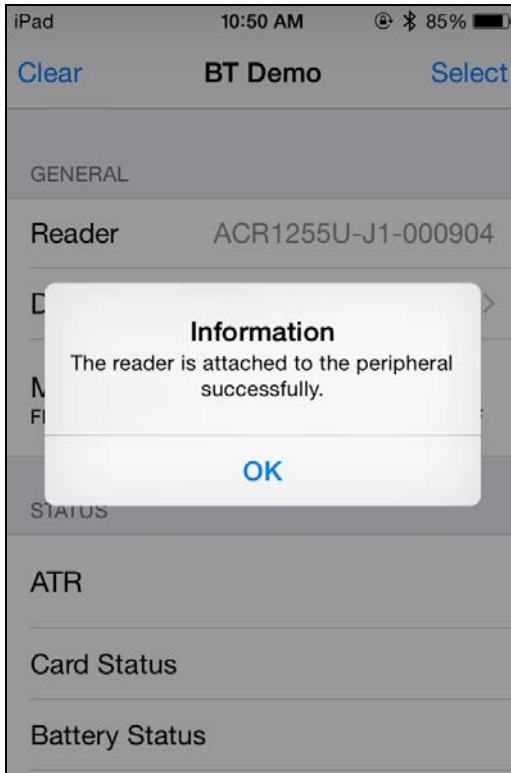 iPad 10:50 AM 85%
Clear BT Demo Select
GENERAL
Reader ACR1255U-J1-000904
D
Information
The reader is attached to the peripheral
successfully.
M
F
OK
STATUS
ATR
Card Status
Battery Status